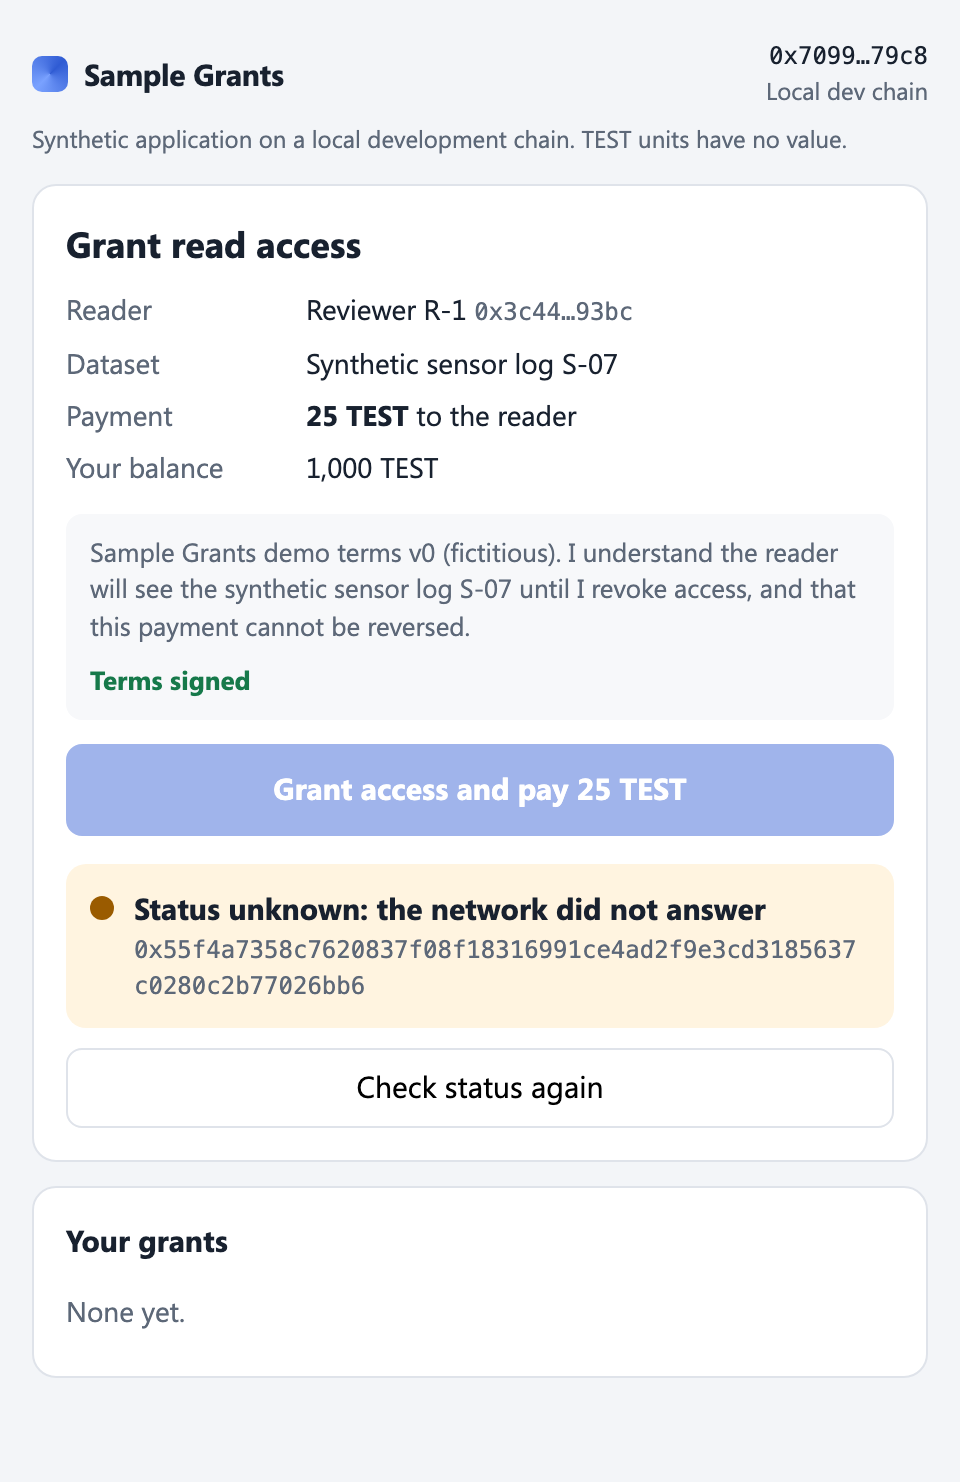 Sample Grants
0x7099…79c8
Local dev chain
Synthetic application on a local development chain. TEST units have no value.
Grant read access
Reader Reviewer R-1 0x3c44…93bc
Dataset Synthetic sensor log S-07
Payment 25 TEST to the reader
Your balance 1,000 TEST
Sample Grants demo terms v0 (fictitious). I understand the reader
will see the synthetic sensor log S-07 until I revoke access, and that
this payment cannot be reversed.
Terms signed
Grant access and pay 25 TEST
Status unknown: the network did not answer
0x55f4a7358c7620837f08f18316991ce4ad2f9e3cd3185637
c0280c2b77026bb6
Check status again
Your grants
None yet.